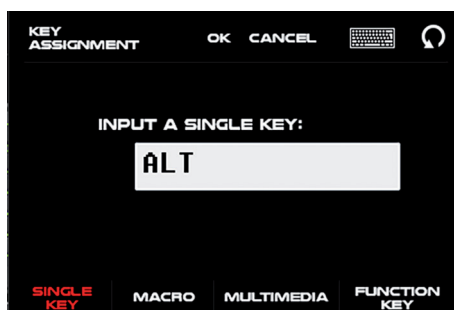 KEY
ASSIGNMENT
OK CANCEL
INPUT A SINGLE KEY:
ALT
SINGLE
KEY
MACRO
MULTIMEDIA
FUNCTION
KEY